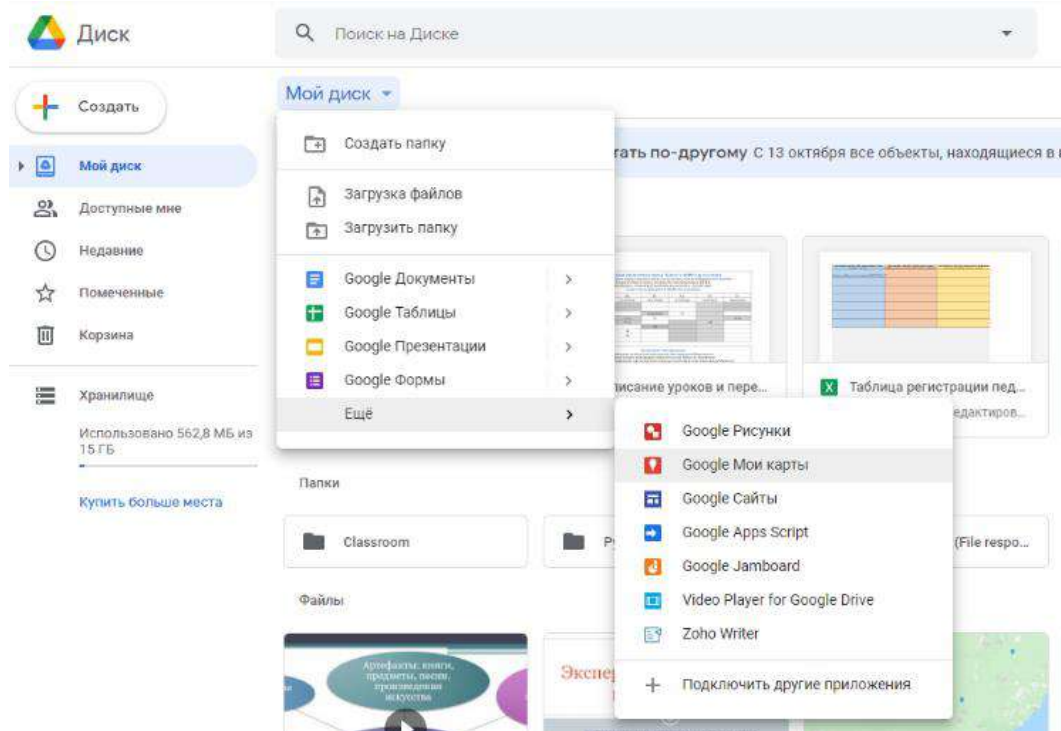 Диск
Поиск на Диске
Создать
Мой диск
Мой диск
Доступные мне
Недавние
Помеченные
Корзина
Хранилище
Использовано 562,8 МБ из
15 ГБ
Купить больше места
Создать папку
Загрузка файлов
Загрузить папку
Google Документы
Google Таблицы
Google Презентации
Google Формы
Ещё
по-другому С 13 октября все объекты, находящиеся в
уроков и пере...
Таблица регистрации пед...
Google Рисунки
Google Мои карты
Google Сайты
Google Apps Script
Google Jamboard
Video Player for Google Drive
Zoho Writer
Подключить другие приложения
Папки
Classroom
(File respo...
Файлы
Артефакты: книги,
предметы, песни,
произведения
искусства